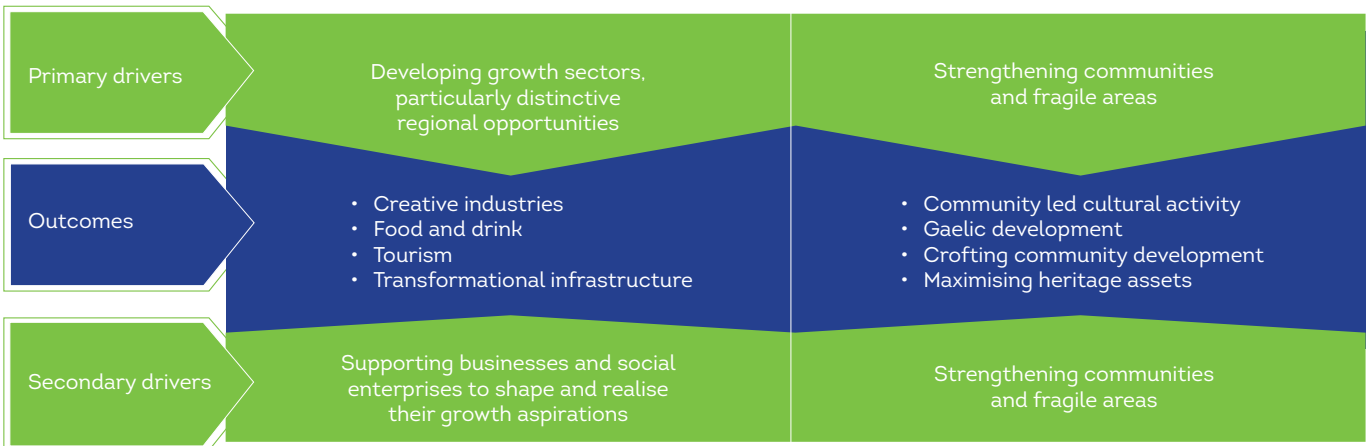 Primary drivers
Developing growth sectors,
particularly distinctive
regional opportunities
Strengthening communities
and fragile areas
Outcomes
• Creative industries
• Food and drink
• Tourism
• Transformational infrastructure
• Community led cultural activity
• Gaelic development
• Crofting community development
• Maximising heritage assets
Secondary drivers
Supporting businesses and social
enterprises to shape and realise
their growth aspirations
Strengthening communities
and fragile areas